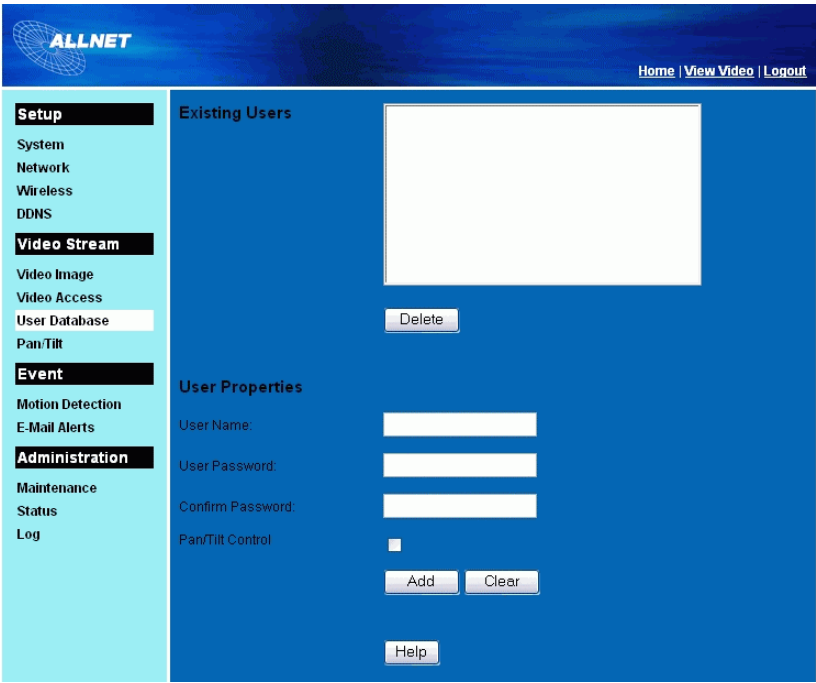 ALLNET
Home | View Video | Logout
Setup
System
Network
Wireless
DDNS
Video Stream
Video Image
Video Access
User Database
Pan/Tilt
Event
Motion Detection
E-Mail Alerts
Administration
Maintenance
Status
Log
Existing Users
Delete
User Properties
User Name:
User Password:
Confirm Password:
Pan/Tilt Control
Add Clear
Help